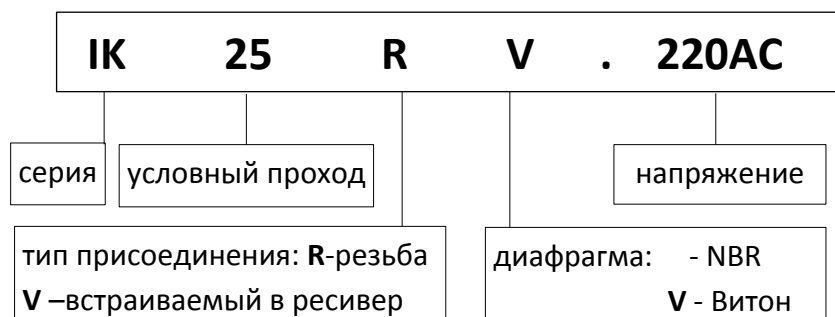 IK 25 R V . 220AC
серия
условный проход
напряжение
тип присоединения: R-резьба
V –встраиваемый в ресивер
диафрагма: - NBR
V - Витон